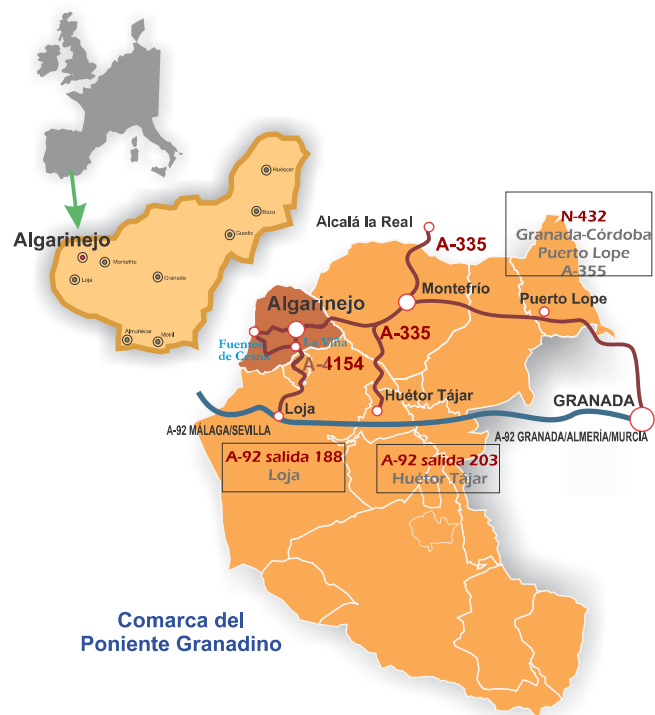 Huéscar
Baza
Guadix
Algarinejo
Montefrío
Loja
Granada
Almuñécar
Motril
Alcalá la Real
A-335
N-432
Granada-Córdoba
Puerto Lope
A-355
Montefrío
Puerto Lope
Algarinejo
A-335
Fuentes
de Cesna
La Viña
A-4154
Huétor Tájar
Loja
GRANADA
A-92 MÁLAGA/SEVILLA
A-92 GRANADA/ALMERÍA/MURCIA
A-92 salida 188
Loja
A-92 salida 203
Huétor Tájar
Comarca del
Poniente Granadino